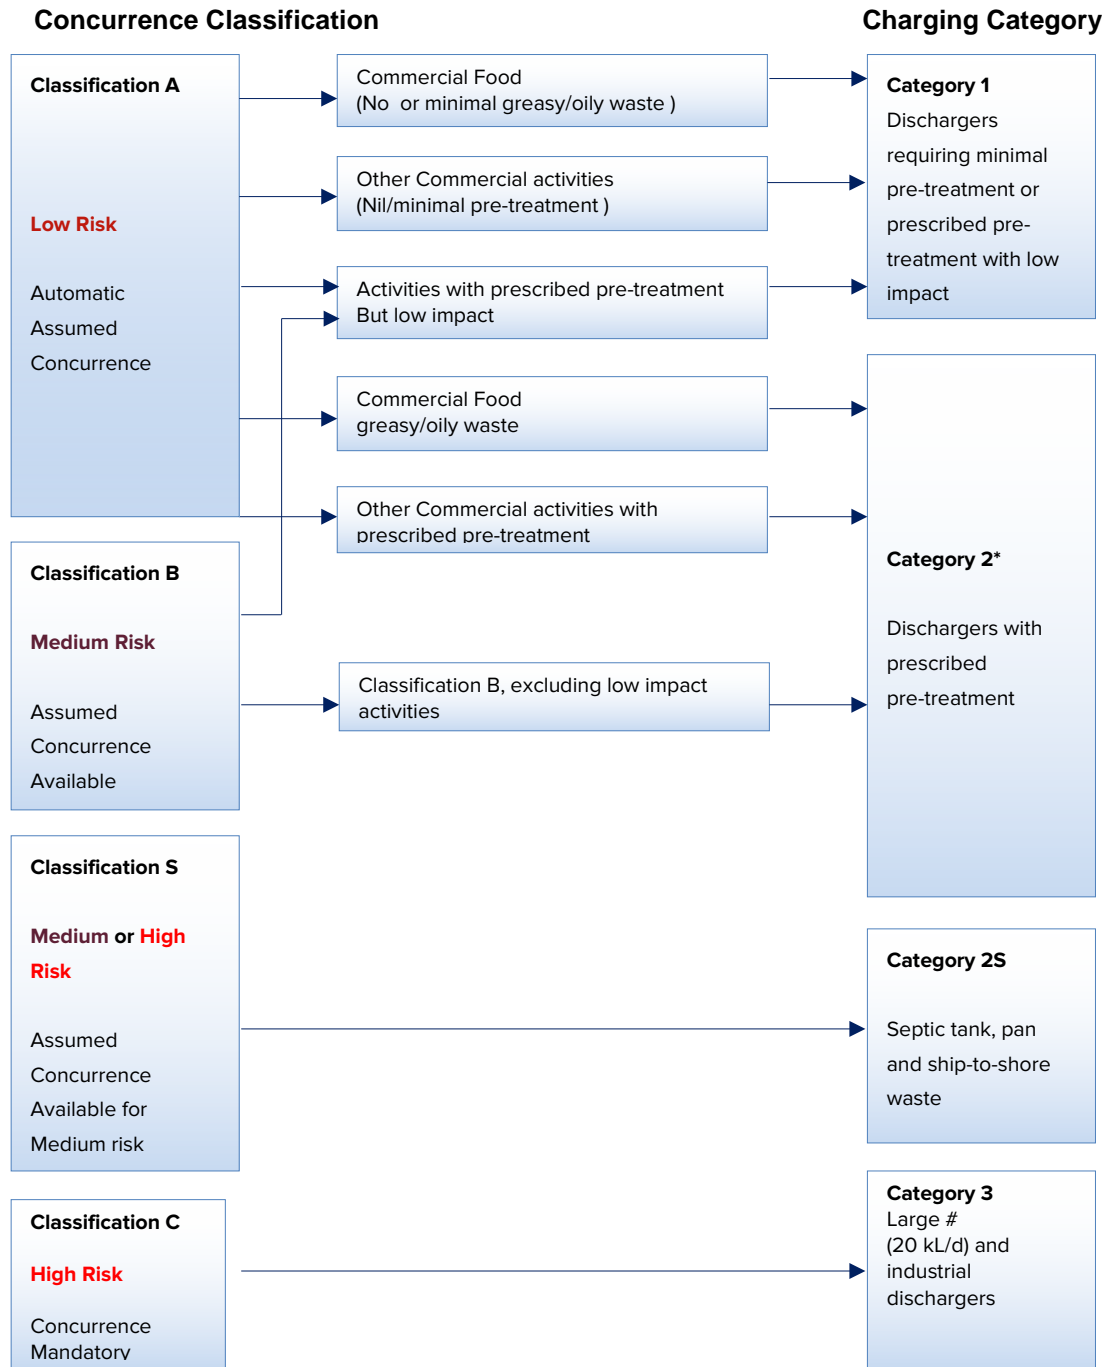 Concurrence Classification
Charging Category
Classification A
Low Risk
Automatic
Assumed
Concurrence
Commercial Food
(No  or minimal greasy/oily waste )
Other Commercial activities
(Nil/minimal pre-treatment )
Activities with prescribed pre-treatment
But low impact
Commercial Food
greasy/oily waste
Other Commercial activities with
prescribed pre-treatment
Category 1
Dischargers
requiring minimal
pre-treatment or
prescribed pre-
treatment with low
impact
Classification B
Medium Risk
Assumed
Concurrence
Available
Classification B, excluding low impact
activities
Category 2*
Dischargers with
prescribed
pre-treatment
Classification S
Medium or High
Risk
Assumed
Concurrence
Available for
Medium risk
Category 2S
Septic tank, pan
and ship-to-shore
waste
Classification C
High Risk
Concurrence
Mandatory
Category 3
Large #
(20 kL/d) and
industrial
dischargers